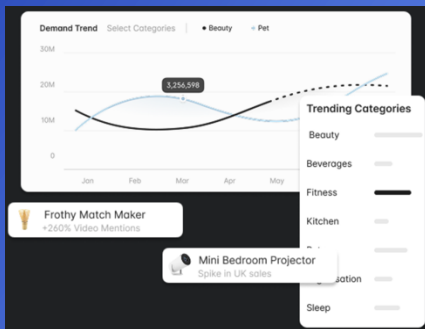 Demand Trend Select Categories Beauty Pet
30M
20M
3,256,598
10M
0
Jan Feb Mar Apr May
Trending Categories
Beauty
Beverages
Fitness
Kitchen
Sleep
Frothy Match Maker
+260% Video Mentions
Mini Bedroom Projector
Spike in UK sales